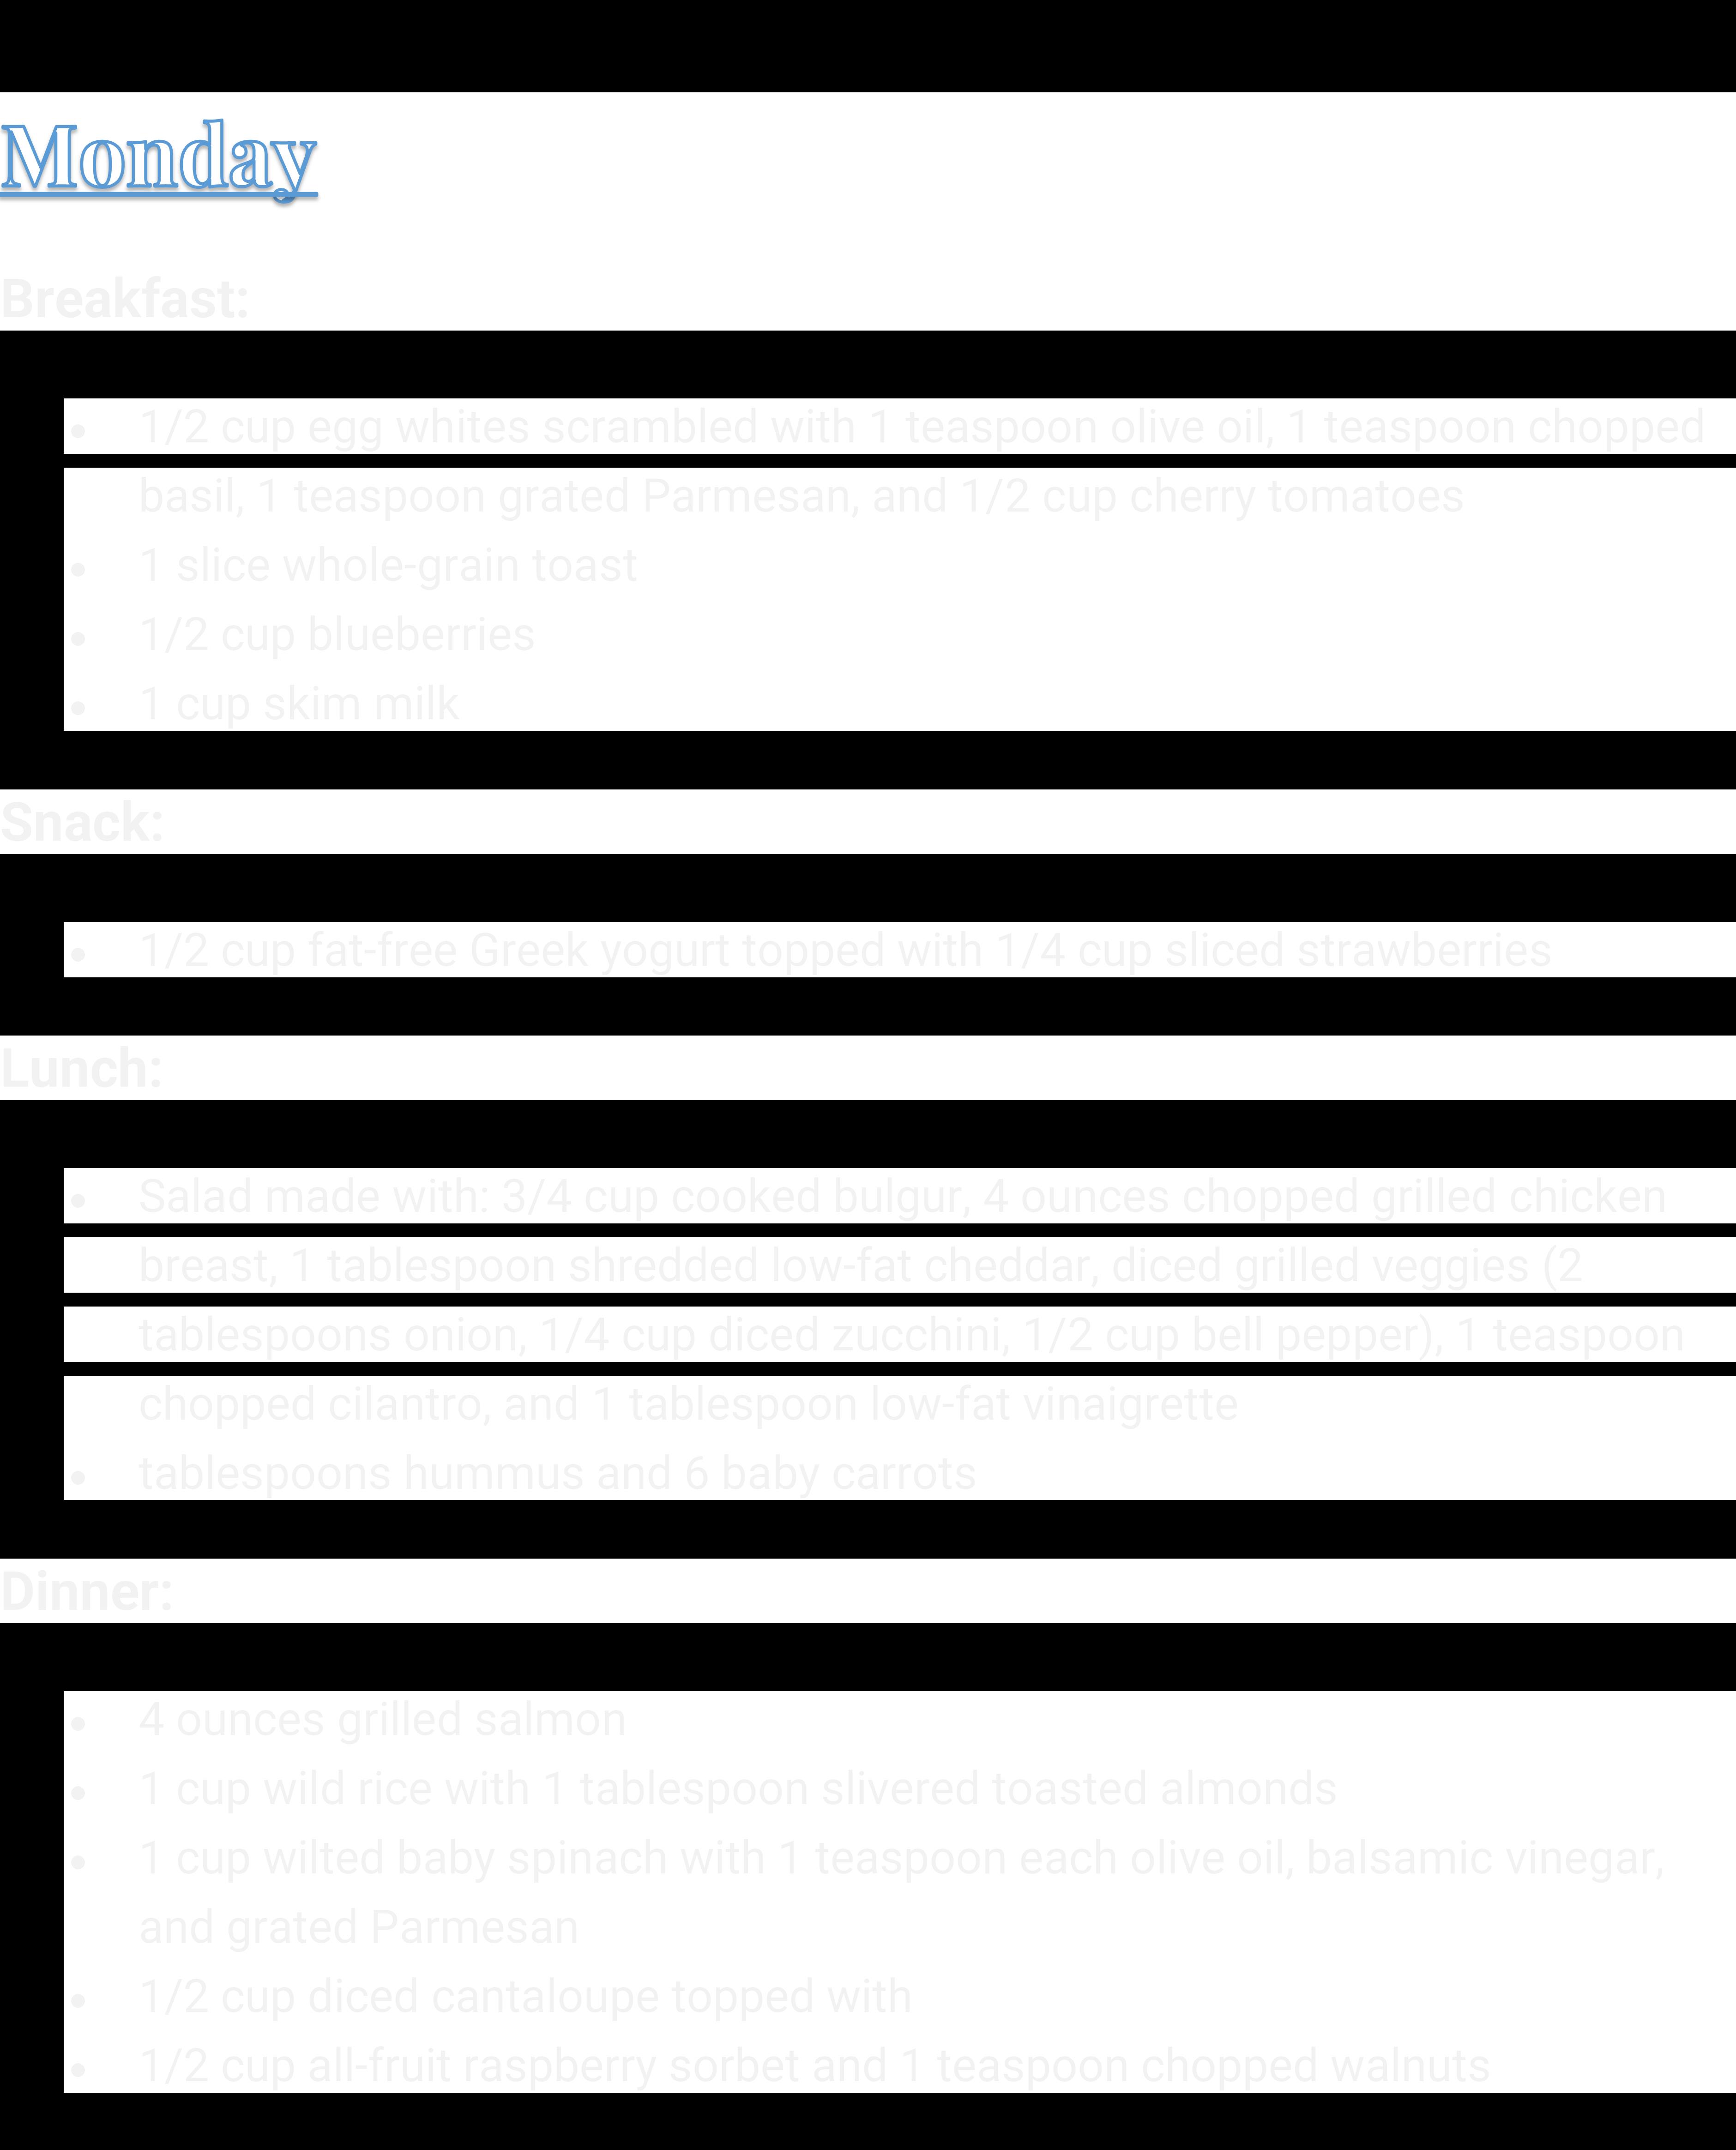 Monday
Breakfast:
• 1/2 cup egg whites scrambled with 1 teaspoon olive oil, 1 teaspoon chopped
basil, 1 teaspoon grated Parmesan, and 1/2 cup cherry tomatoes
• 1 slice whole-grain toast
• 1/2 cup blueberries
• 1 cup skim milk
Snack:
• 1/2 cup fat-free Greek yogurt topped with 1/4 cup sliced strawberries
Lunch:
• Salad made with: 3/4 cup cooked bulgur, 4 ounces chopped grilled chicken
breast, 1 tablespoon shredded low-fat cheddar, diced grilled veggies (2
tablespoons onion, 1/4 cup diced zucchini, 1/2 cup bell pepper), 1 teaspoon
chopped cilantro, and 1 tablespoon low-fat vinaigrette
• tablespoons hummus and 6 baby carrots
Dinner:
• 4 ounces grilled salmon
• 1 cup wild rice with 1 tablespoon slivered toasted almonds
• 1 cup wilted baby spinach with 1 teaspoon each olive oil, balsamic vinegar,
and grated Parmesan
• 1/2 cup diced cantaloupe topped with
• 1/2 cup all-fruit raspberry sorbet and 1 teaspoon chopped walnuts